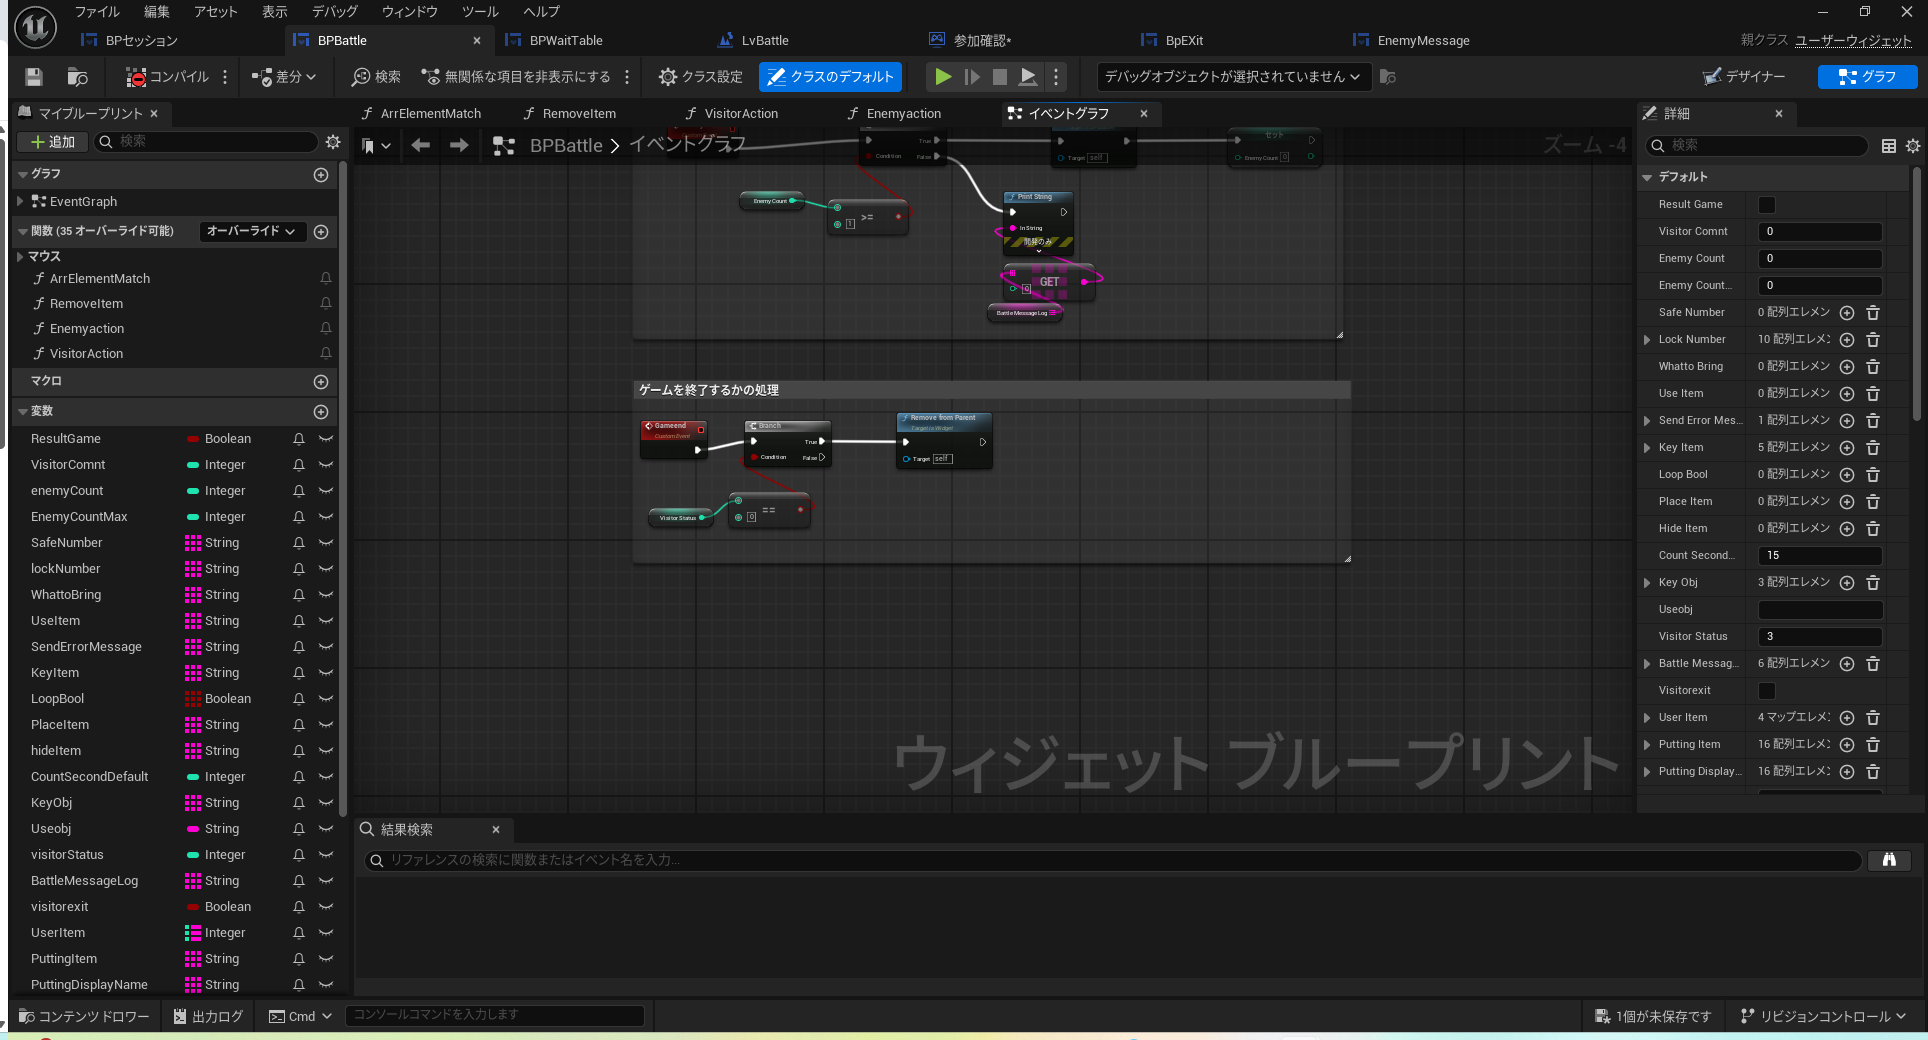 ファイル 編集 アセット 表示 デバッグ ウィンドウ ツール ヘルプ
BPセッション BPBattle BPWaitTable LvBattle 参加確認* BpEXit EnemyMessage 親クラス ユーザーウィジェット
コンパイル 差分 検索 無関係な項目を非表示にする クラス設定 クラスのデフォルト デバッグオブジェクトが選択されていません デザイナー グラフ
マイブループリント ArrElementMatch RemoveItem VisitorAction Enemyaction イベントグラフ 詳細
追加 検索 BPBattle イベントグラフ ズーム -4 検索
グラフ
EventGraph
関数 (35 オーバーライド可能) オーバーライド
マウス
ArrElementMatch
RemoveItem
Enemyaction
VisitorAction
マクロ
変数
ResultGame Boolean
VisitorComnt Integer
enemyCount Integer
EnemyCountMax Integer
SafeNumber String
lockNumber String
WhattoBring String
UseItem String
SendErrorMessage String
KeyItem String
LoopBool Boolean
PlaceItem String
hideItem String
CountSecondDefault Integer
KeyObj String
Useobj String
visitorStatus Integer
BattleMessageLog String
visitorexit Boolean
UserItem Integer
PuttingItem String
PuttingDisplayName String
True
Condition False
Target self
セット
Enemy Count 0
Enemy Count
1 >=
Print String
In String
開発のみ
GET
0
Battle Message Log
ゲームを終了するかの処理
Gameend
Custom Event
Branch
True
Condition False
Remove from Parent
Target is Widget
Target self
Visitor Status
0 ==
ウィジェット ブループリント
デフォルト
Result Game
Visitor Comnt 0
Enemy Count 0
Enemy Count... 0
Safe Number 0 配列エレメン
Lock Number 10 配列エレメン
Whatto Bring 0 配列エレメン
Use Item 0 配列エレメン
Send Error Mes... 1 配列エレメン
Key Item 5 配列エレメン
Loop Bool 0 配列エレメン
Place Item 0 配列エレメン
Hide Item 0 配列エレメン
Count Second... 15
Key Obj 3 配列エレメン
Useobj
Visitor Status 3
Battle Messag... 6 配列エレメン
Visitorexit
User Item 4 マップエレメン
Putting Item 16 配列エレメン
Putting Display... 16 配列エレメン
結果検索
リファレンスの検索に関数またはイベント名を入力...
コンテンツ ドロワー 出力ログ Cmd コンソールコマンドを入力します 1個が未保存です リビジョンコントロール